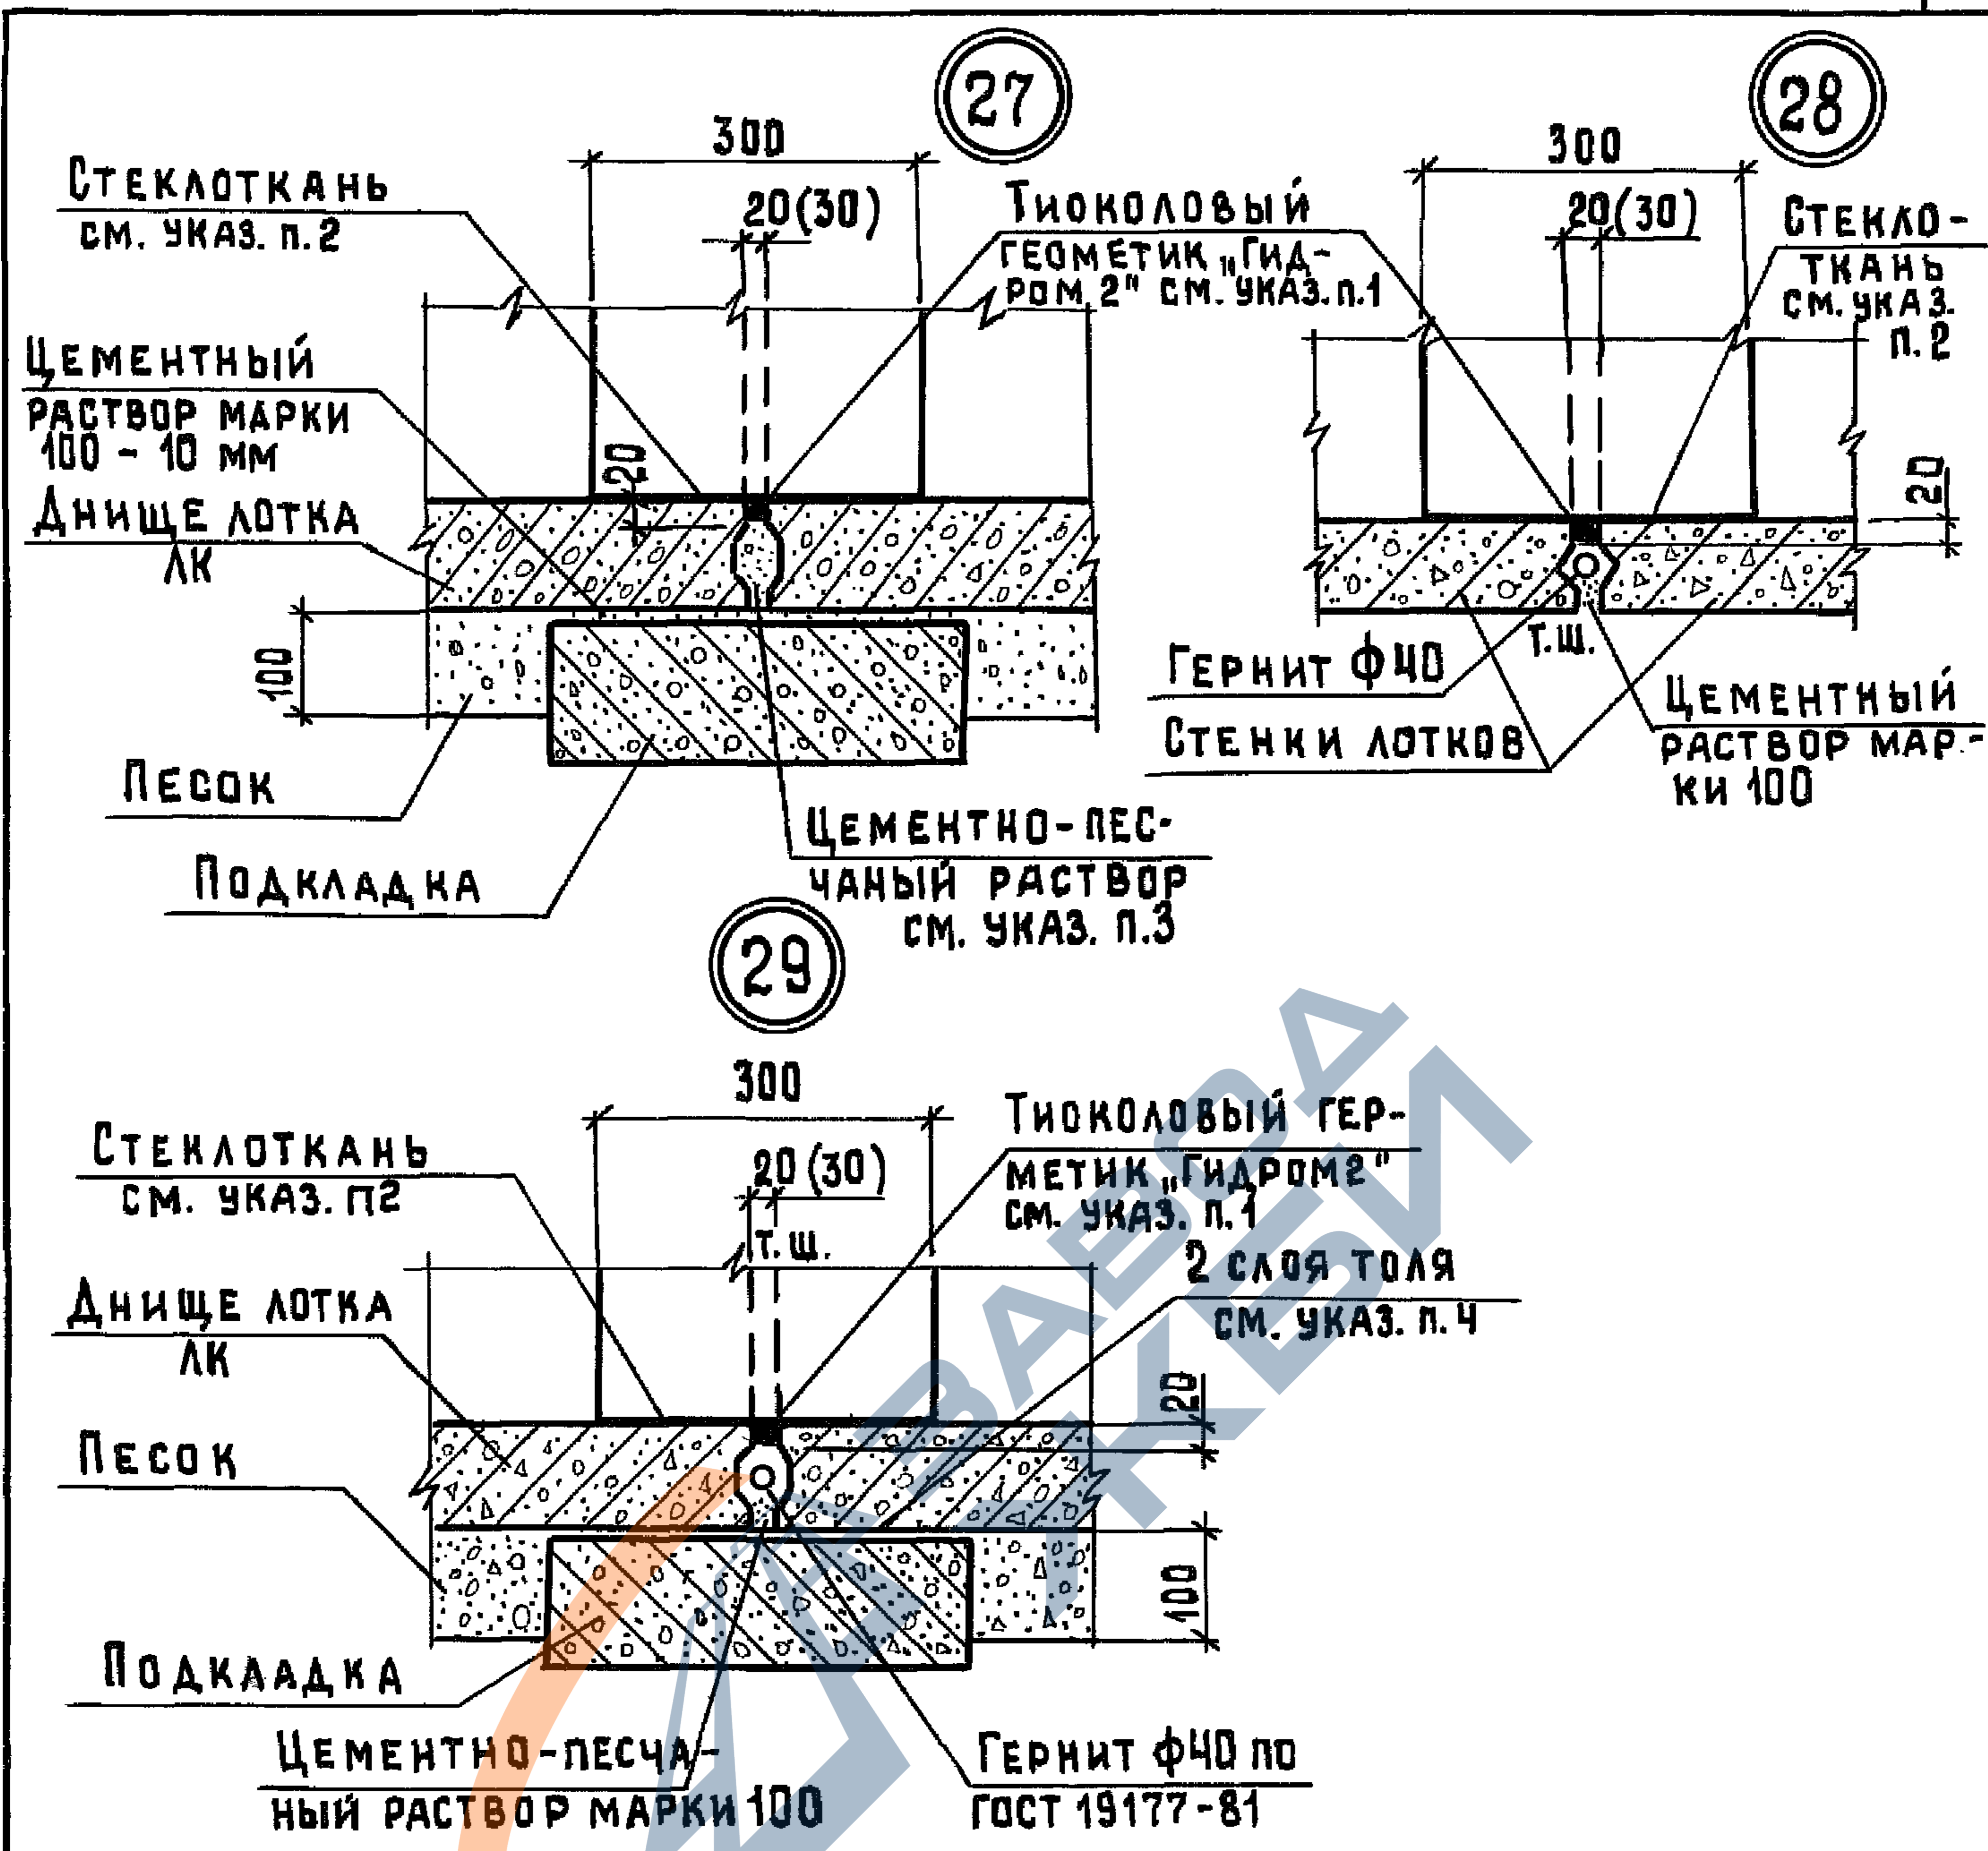 27
28
300
300
СТЕКЛОТКАНЬ
СМ. УКАЗ. П.2
20(30)
ТИОКОЛОВЫЙ
ГЕОМЕТИК „ГИД-
РОМ 2" СМ. УКАЗ. П.1
20(30)
СТЕКЛО-
ТКАНЬ
СМ. УКАЗ.
П.2
ЦЕМЕНТНЫЙ
РАСТВОР МАРКИ
100 - 10 ММ
20
20
ДНИЩЕ ЛОТКА
ЛК
100
Т.Ш.
ГЕРНИТ Ф40
СТЕНКИ ЛОТКОВ
ЦЕМЕНТНЫЙ
РАСТВОР МАР.-
КИ 100
ПЕСОК
ПОДКЛАДКА
ЦЕМЕНТНО-ПЕС-
ЧАНЫЙ РАСТВОР
СМ. УКАЗ. П.3
29
300
СТЕКЛОТКАНЬ
СМ. УКАЗ. П2
20(30)
Т.Ш.
ТИОКОЛОВЫЙ ГЕР-
МЕТИК „ГИДРОМ2"
СМ. УКАЗ. П.1
2 СЛОЯ ТОЛЯ
СМ. УКАЗ. П.4
ДНИЩЕ ЛОТКА
ЛК
20
ПЕСОК
100
ПОДКЛАДКА
ЦЕМЕНТНО-ПЕСЧА-
НЫЙ РАСТВОР МАРКИ 100
ГЕРНИТ Ф40 ПО
ГОСТ 19177-81
ЗАВОД
ЖБИ